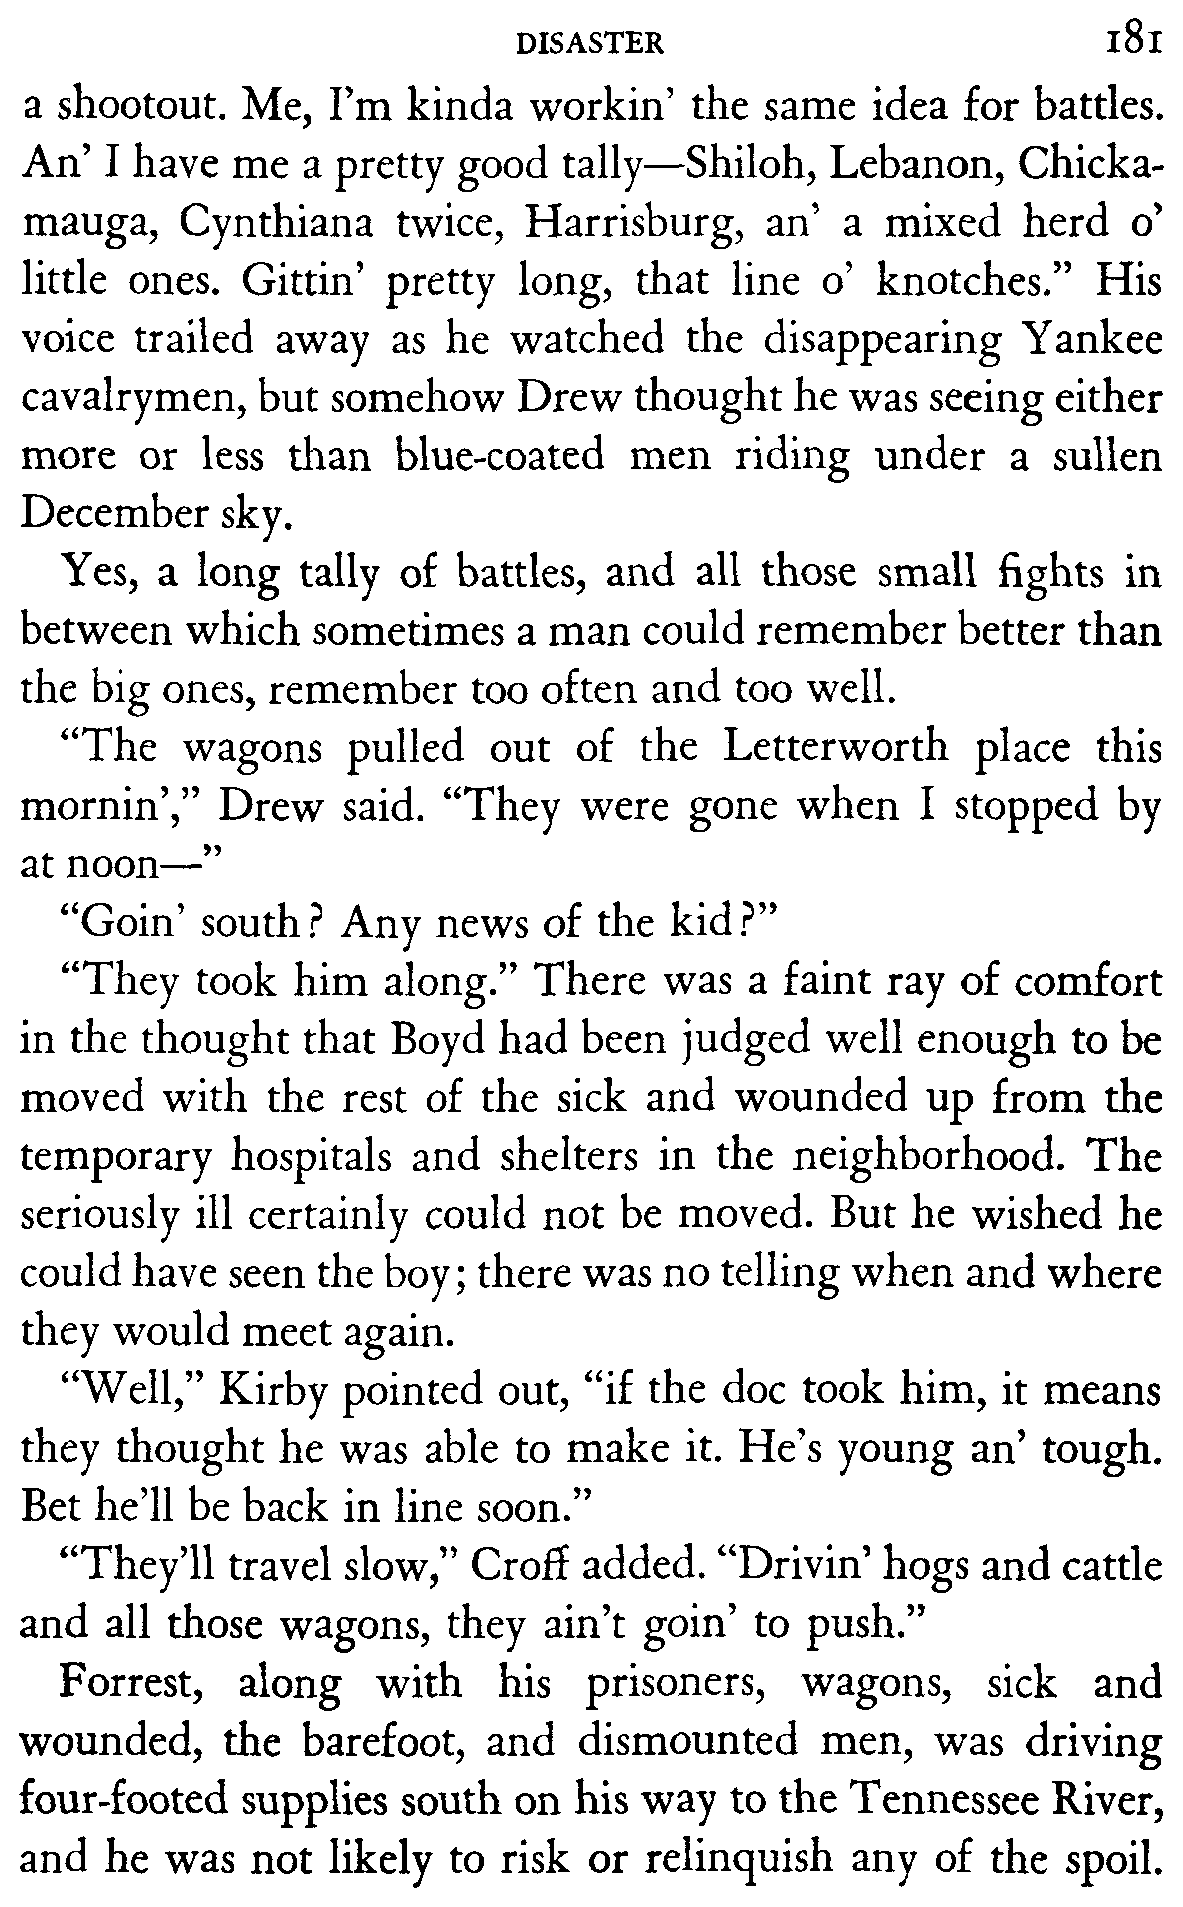 DISASTER 181
a shootout. Me, I'm kinda workin' the same idea for battles.
An' I have me a pretty good tally—Shiloh, Lebanon, Chicka-
mauga, Cynthiana twice, Harrisburg, an' a mixed herd o'
little ones. Gittin' pretty long, that line o' knotches." His
voice trailed away as he watched the disappearing Yankee
cavalrymen, but somehow Drew thought he was seeing either
more or less than blue-coated men riding under a sullen
December sky.
Yes, a long tally of battles, and all those small fights in
between which sometimes a man could remember better than
the big ones, remember too often and too well.
"The wagons pulled out of the Letterworth place this
mornin'," Drew said. "They were gone when I stopped by
at noon—"
"Goin' south? Any news of the kid?"
"They took him along." There was a faint ray of comfort
in the thought that Boyd had been judged well enough to be
moved with the rest of the sick and wounded up from the
temporary hospitals and shelters in the neighborhood. The
seriously ill certainly could not be moved. But he wished he
could have seen the boy; there was no telling when and where
they would meet again.
"Well," Kirby pointed out, "if the doc took him, it means
they thought he was able to make it. He's young an' tough.
Bet he'll be back in line soon."
"They'll travel slow," Croff added. "Drivin' hogs and cattle
and all those wagons, they ain't goin' to push."
Forrest, along with his prisoners, wagons, sick and
wounded, the barefoot, and dismounted men, was driving
four-footed supplies south on his way to the Tennessee River,
and he was not likely to risk or relinquish any of the spoil.